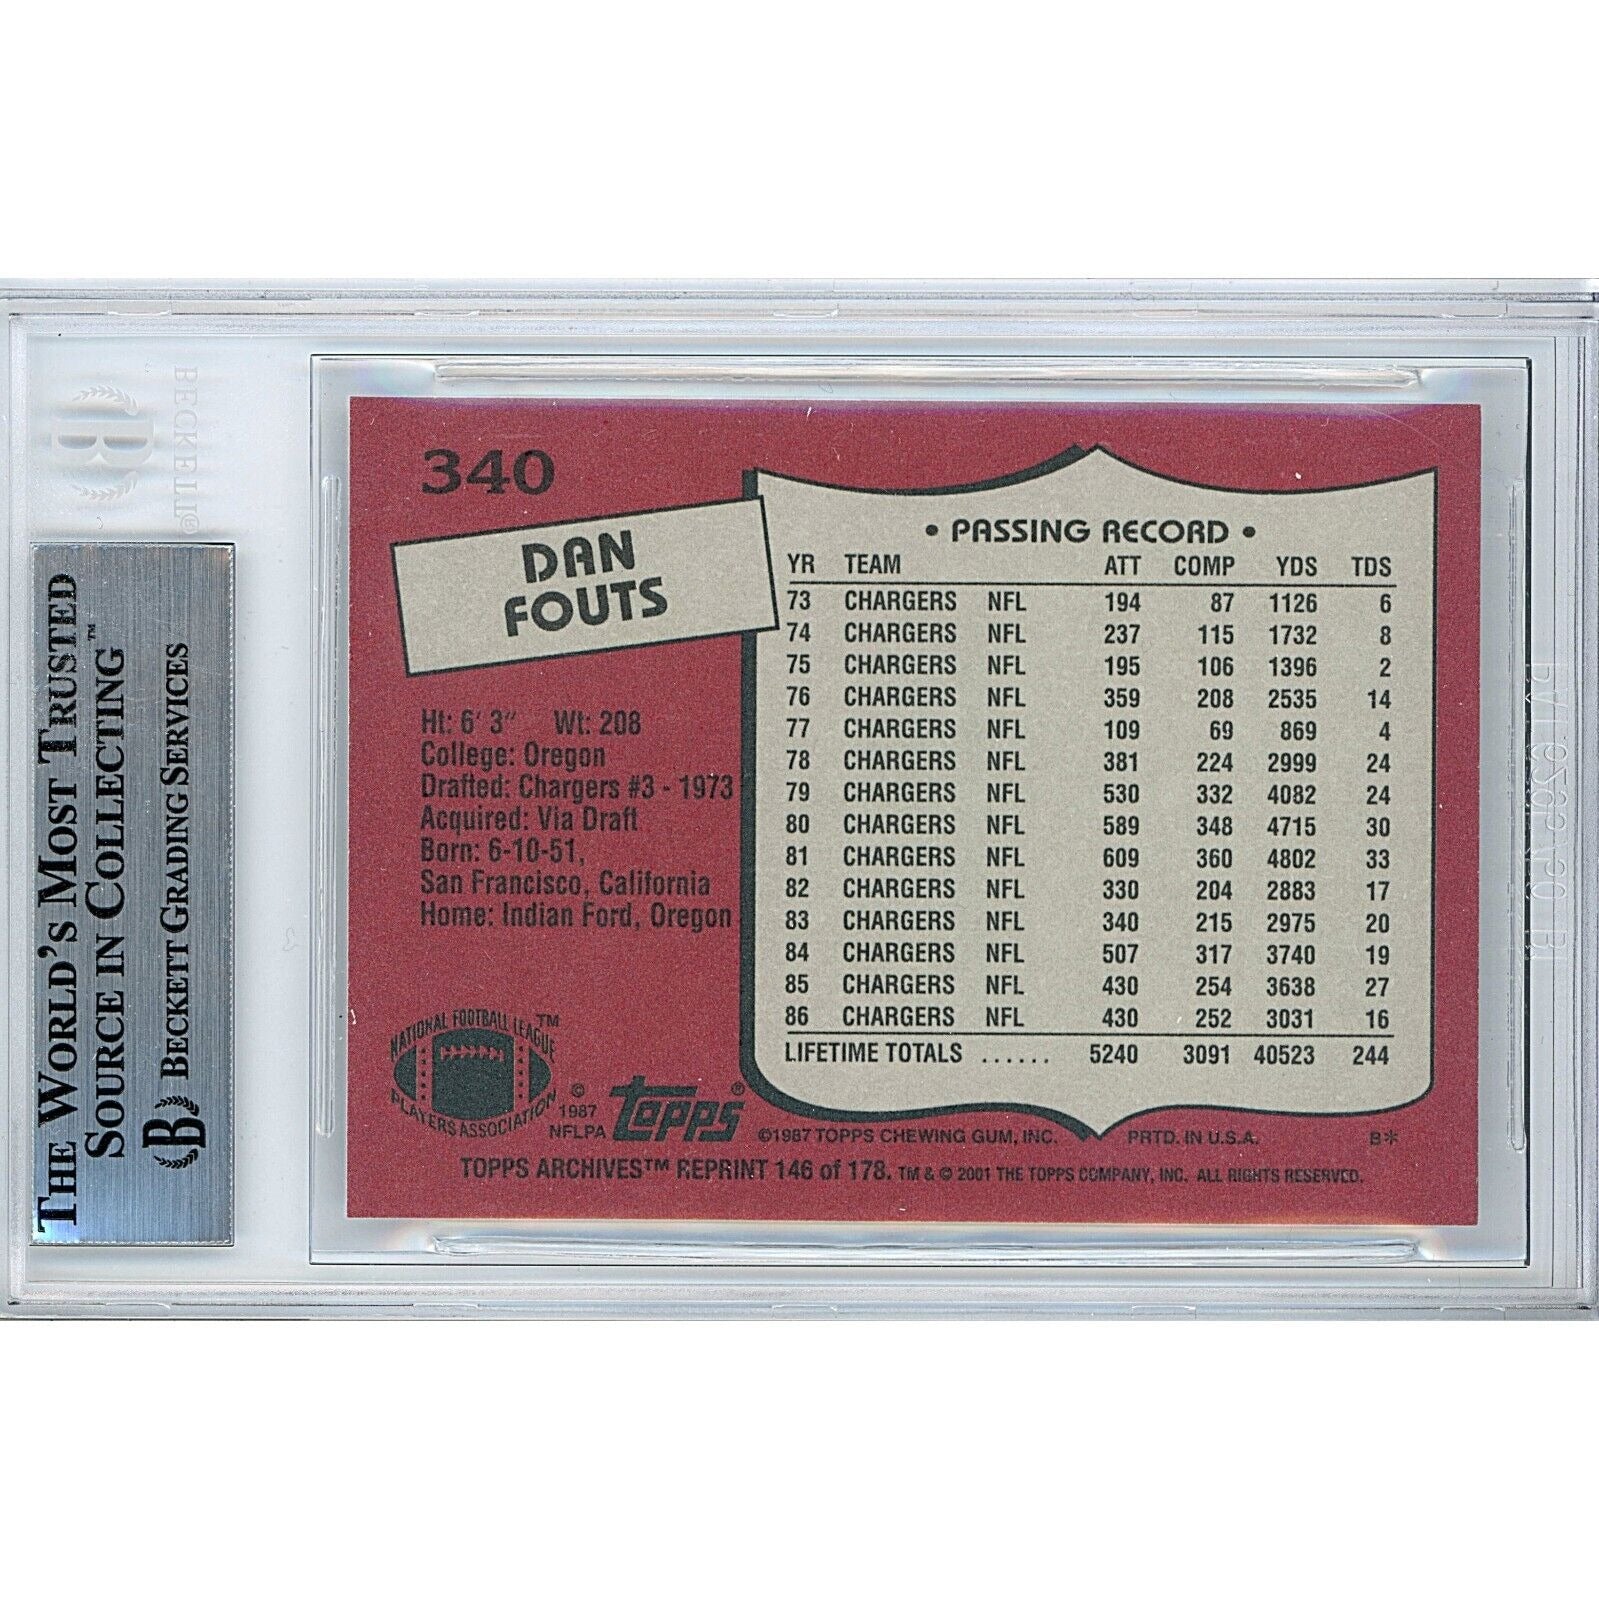 BECKETT®
B
THE WORLD'S MOST TRUSTED
SOURCE IN COLLECTING™
B BECKETT GRADING SERVICES
340
DAN
FOUTS
Ht: 6' 3" Wt: 208
College: Oregon
Drafted: Chargers #3 - 1973
Acquired: Via Draft
Born: 6-10-51,
San Francisco, California
Home: Indian Ford, Oregon
• PASSING RECORD •
YR TEAM ATT COMP YDS TDS
73 CHARGERS NFL 194 87 1126 6
74 CHARGERS NFL 237 115 1732 8
75 CHARGERS NFL 195 106 1396 2
76 CHARGERS NFL 359 208 2535 14
77 CHARGERS NFL 109 69 869 4
78 CHARGERS NFL 381 224 2999 24
79 CHARGERS NFL 530 332 4082 24
80 CHARGERS NFL 589 348 4715 30
81 CHARGERS NFL 609 360 4802 33
82 CHARGERS NFL 330 204 2883 17
83 CHARGERS NFL 340 215 2975 20
84 CHARGERS NFL 507 317 3740 19
85 CHARGERS NFL 430 254 3638 27
86 CHARGERS NFL 430 252 3031 16
LIFETIME TOTALS ...... 5240 3091 40523 244
NATIONAL FOOTBALL LEAGUE™
PLAYERS ASSOCIATION
©
1987
NFLPA
Topps®
©1987 TOPPS CHEWING GUM, INC. PRTD. IN U.S.A. B*
TOPPS ARCHIVES™ REPRINT 146 of 178. TM & © 2001 THE TOPPS COMPANY, INC. ALL RIGHTS RESERVED.